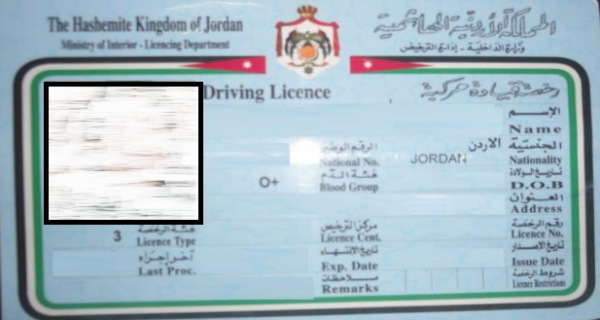 The Hashemite Kingdom of Jordan
المملكة الأردنية الهاشمية
Ministry of Interior - Licencing Department
وزارة الداخلية - إدارة الترخيص
Driving Licence
رخصة قيادة مركبة
الإسم
Name
الرقم الوطني
الاردن
الجنسية
National No.
JORDAN
Nationality
فئة الدم
تاريخ الولادة
O+
Blood Group
D.O.B
العنوان
Address
فئة الرخصة
مركز الترخيص
رقم الرخصة
3
Licence Type
Licence Cent.
Licence No.
آخر إجراء
تاريخ الإنتهاء
تاريخ الإصدار
Last Proc.
Exp. Date
Issue Date
ملاحظات
شروط الرخصة
Remarks
Licence Restrictions